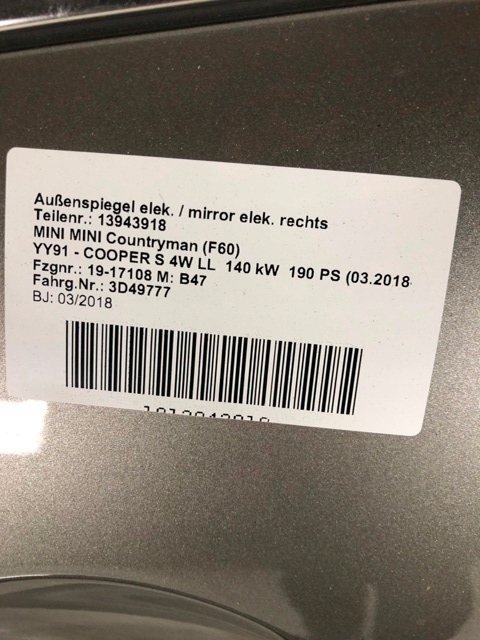 Außenspiegel elek. / mirror elek. rechts
Teilenr.: 13943918
MINI MINI Countryman (F60)
YY91 - COOPER S 4W LL 140 kW 190 PS (03.2018
Fzgnr.: 19-17108 M: B47
Fahrg.Nr.: 3D49777
BJ: 03/2018